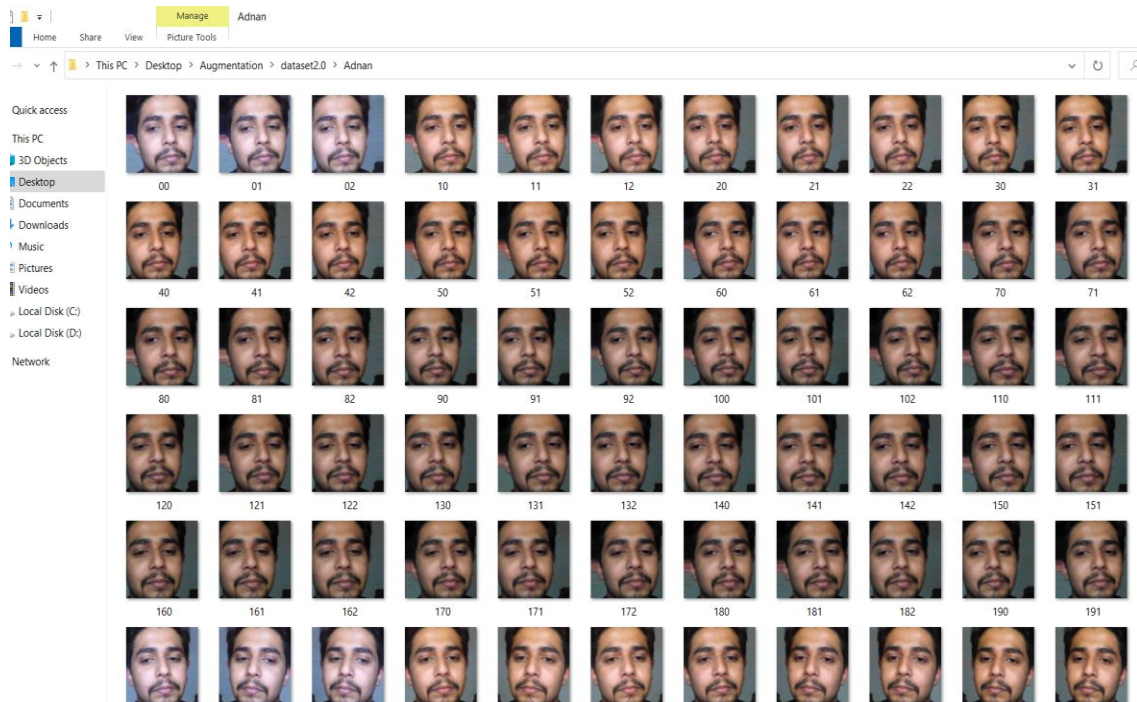 Manage Adnan
Home Share View Picture Tools
This PC > Desktop > Augmentation > dataset2.0 > Adnan
Quick access
This PC
3D Objects
Desktop
Documents
Downloads
Music
Pictures
Videos
Local Disk (C:)
Local Disk (D:)
Network
00 01 02 10 11 12 20 21 22 30 31
40 41 42 50 51 52 60 61 62 70 71
80 81 82 90 91 92 100 101 102 110 111
120 121 122 130 131 132 140 141 142 150 151
160 161 162 170 171 172 180 181 182 190 191